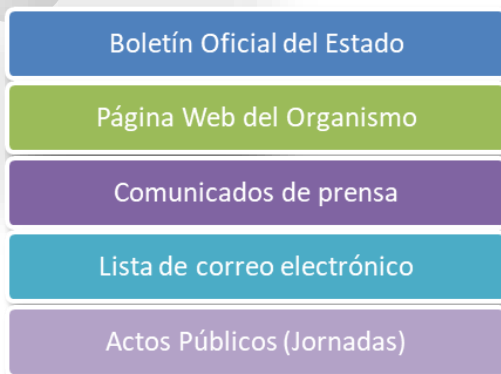 Boletín Oficial del Estado
Página Web del Organismo
Comunicados de prensa
Lista de correo electrónico
Actos Públicos (Jornadas)